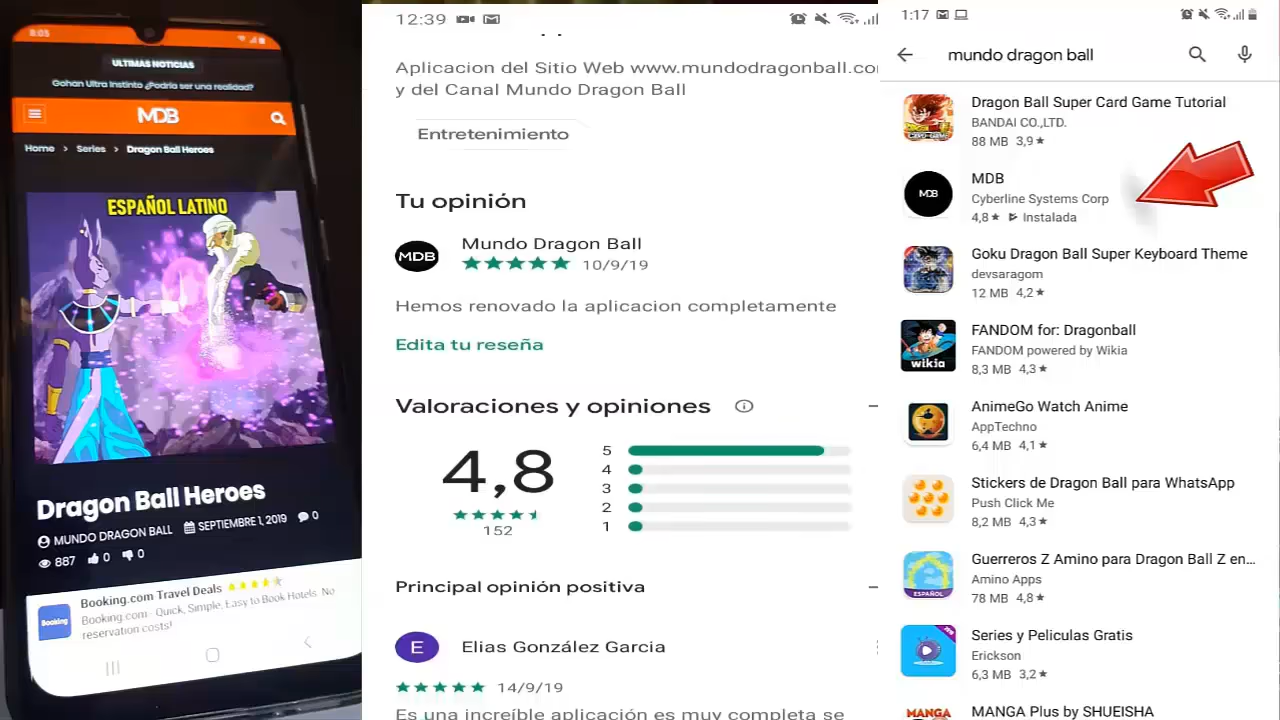 8:05
ULTIMAS NOTICIAS
Gohan Ultra Instinto ¿Podria ser una realidad?
MDB
Home > Series > Dragon Ball Heroes
ESPAÑOL LATINO
Dragon Ball Heroes
MUNDO DRAGON BALL SEPTIEMBRE 1, 2019 0
887 0 0
Booking
Booking.com Travel Deals
Booking.com - Quick, Simple, Easy to Book Hotels. No
reservation costs!
12:39
Aplicacion del Sitio Web www.mundodragonball.co
y del Canal Mundo Dragon Ball
Entretenimiento
Tu opinión
MDB
Mundo Dragon Ball
10/9/19
Hemos renovado la aplicacion completamente
Edita tu reseña
Valoraciones y opiniones
4,8
152
5
4
3
2
1
Principal opinión positiva
E
Elias González Garcia
14/9/19
Es una increíble aplicación es muy completa se
1:17
mundo dragon ball
Dragon Ball Super Card Game Tutorial
BANDAI CO.,LTD.
88 MB 3,9★
MDB
MDB
Cyberline Systems Corp
4,8★ Instalada
Goku Dragon Ball Super Keyboard Theme
devsaragom
12 MB 4,2★
FANDOM for: Dragonball
FANDOM powered by Wikia
8,3 MB 4,3★
wikia
AnimeGo Watch Anime
AppTechno
6,4 MB 4,1★
Stickers de Dragon Ball para WhatsApp
Push Click Me
8,2 MB 4,3★
Guerreros Z Amino para Dragon Ball Z en...
Amino Apps
78 MB 4,8★
ESPAÑOL
Series y Peliculas Gratis
Erickson
6,3 MB 3,2★
MANGA Plus by SHUEISHA
MANGA